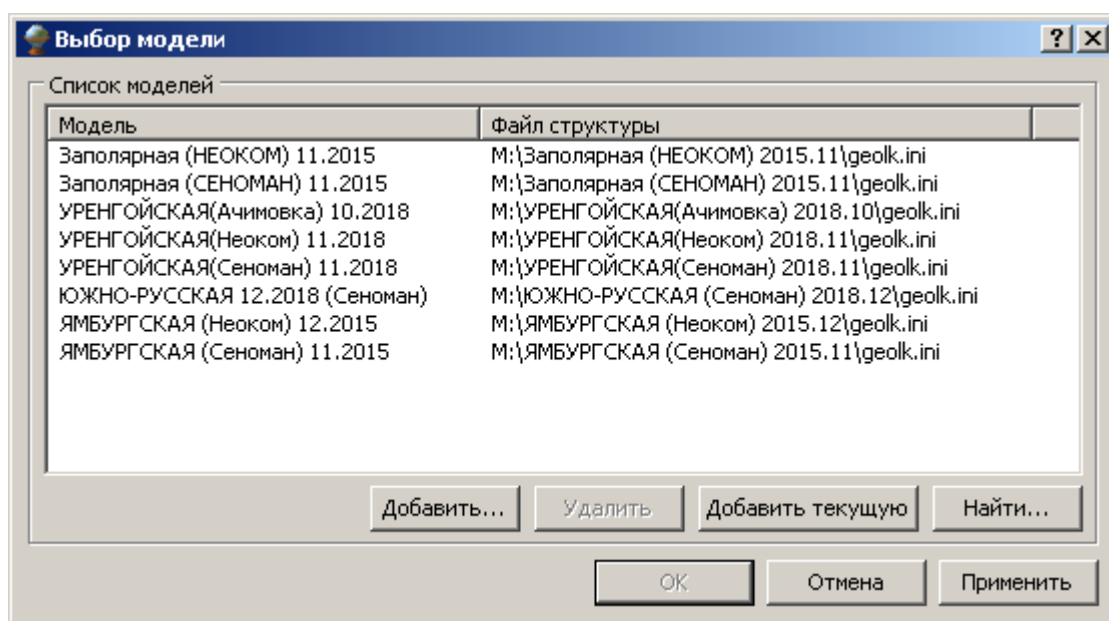 Выбор модели
Список моделей
Модель Файл структуры
Заполярная (НЕОКОМ) 11.2015 M:\Заполярная (НЕОКОМ) 2015.11\geolk.ini
Заполярная (СЕНОМАН) 11.2015 M:\Заполярная (СЕНОМАН) 2015.11\geolk.ini
УРЕНГОЙСКАЯ(Ачимовка) 10.2018 M:\УРЕНГОЙСКАЯ(Ачимовка) 2018.10\geolk.ini
УРЕНГОЙСКАЯ(Неоком) 11.2018 M:\УРЕНГОЙСКАЯ(Неоком) 2018.11\geolk.ini
УРЕНГОЙСКАЯ(Сеноман) 11.2018 M:\УРЕНГОЙСКАЯ(Сеноман) 2018.11\geolk.ini
ЮЖНО-РУССКАЯ 12.2018 (Сеноман) M:\ЮЖНО-РУССКАЯ (Сеноман) 2018.12\geolk.ini
ЯМБУРГСКАЯ (Неоком) 12.2015 M:\ЯМБУРГСКАЯ (Неоком) 2015.12\geolk.ini
ЯМБУРГСКАЯ (Сеноман) 11.2015 M:\ЯМБУРГСКАЯ (Сеноман) 2015.11\geolk.ini
Добавить... Удалить Добавить текущую Найти...
OK Отмена Применить